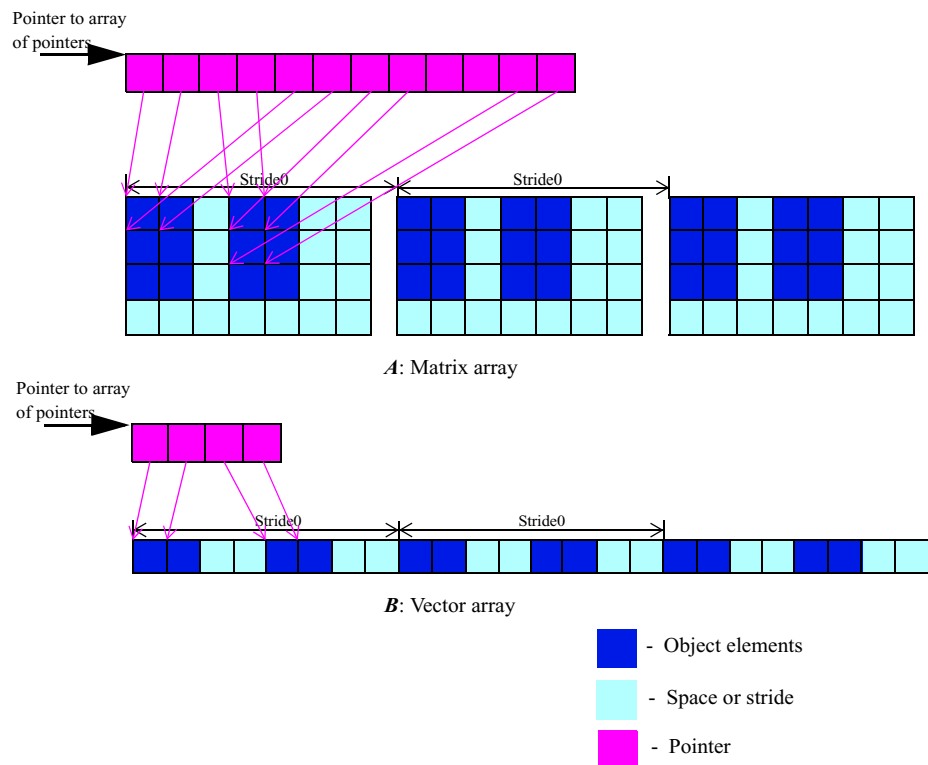 Pointer to array
of pointers
Stride0
Stride0
A: Matrix array
Pointer to array
of pointers
Stride0
Stride0
B: Vector array
- Object elements
- Space or stride
- Pointer